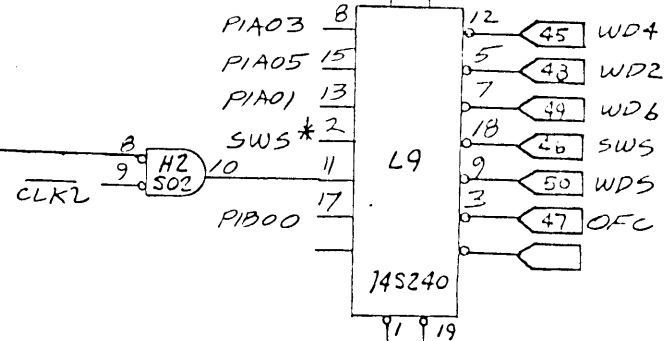 PIA03 8 12 45 WD4
PIA05 15 5 43 WD2
PIA01 13 7 44 WD6
SWS* 2 18 46 SWS
8 H2 S02 10 11 L9 9 50 WD5
9 CLK2
PIB00 17 3 47 OFC
74S240
1 19